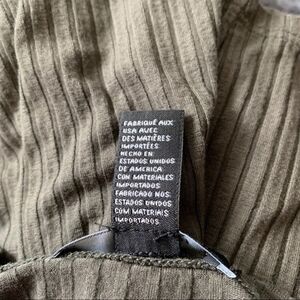 FABRIQUÉ AUX
USA AVEC
DES MATIÈRES
IMPORTÉES
HECHO EN
ESTADOS UNIDOS
DE AMERICA
CON MATERIALES
IMPORTADOS
FABRICADO NOS
ESTADOS UNIDOS
COM MATERIAIS
IMPORTADOS